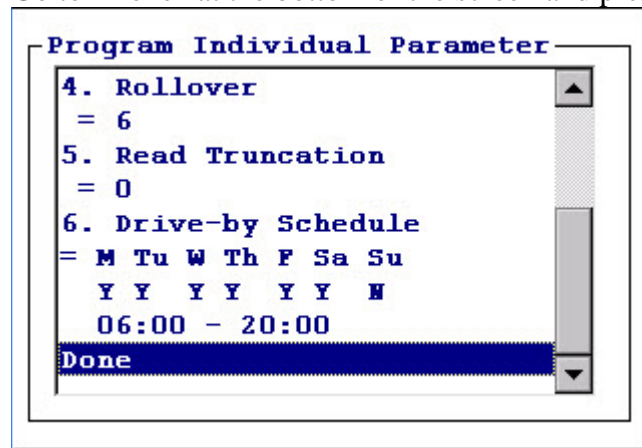 Program Individual Parameter
4. Rollover
= 6
5. Read Truncation
= 0
6. Drive-by Schedule
= M Tu W Th F Sa Su
Y Y Y Y Y Y N
06:00 - 20:00
Done